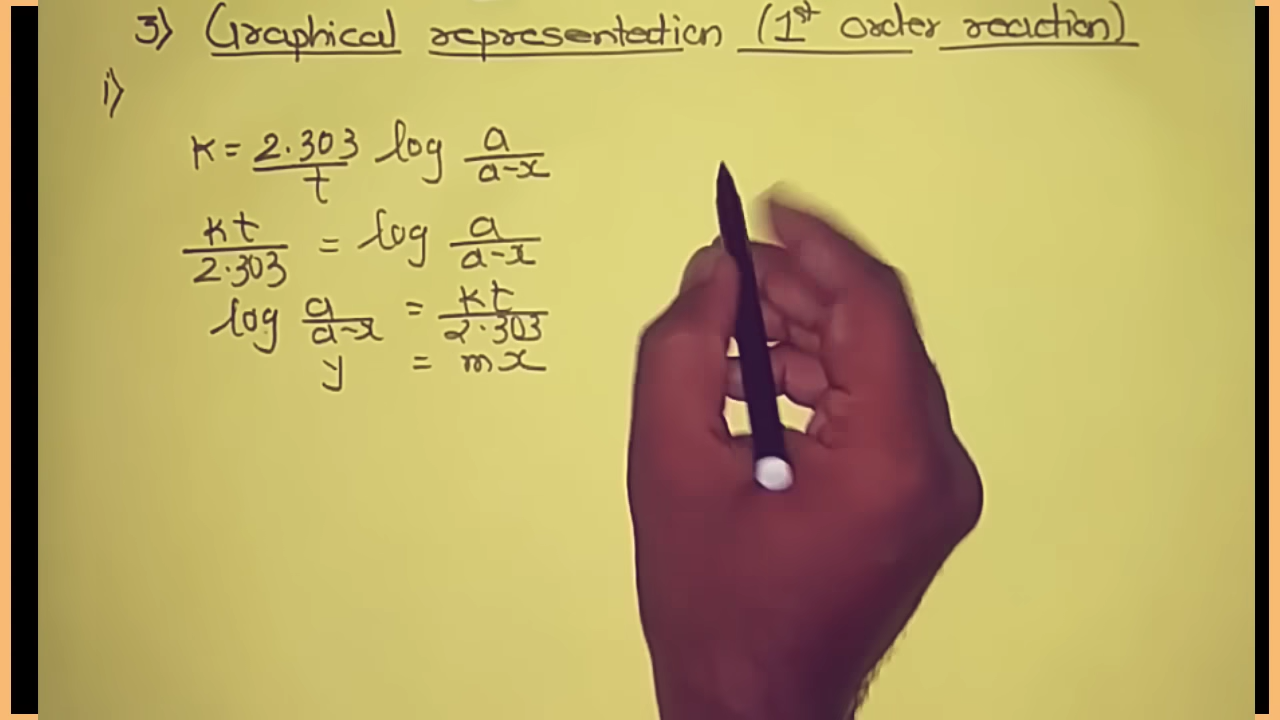 3) Graphical representation (1st order reaction)
i)
K = 2.303/t log a/a-x
Kt/2.303 = log a/a-x
log a/a-x = Kt/2.303
y = mx